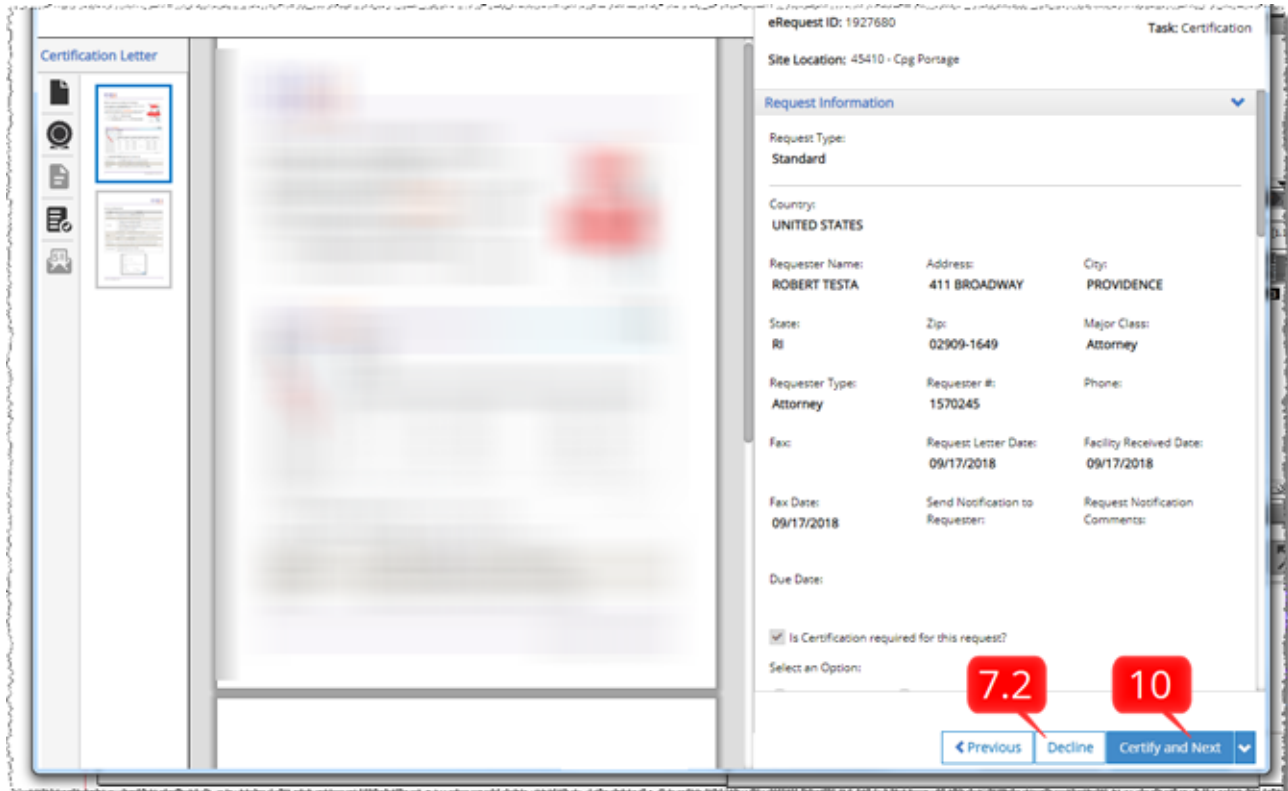 eRequest ID: 1927680
Task: Certification
Certification Letter
Site Location: 45410 - Cpg Portage
Request Information
Request Type:
Standard
Country:
UNITED STATES
Requester Name: Address: City:
ROBERT TESTA 411 BROADWAY PROVIDENCE
State: Zip: Major Class:
RI 02909-1649 Attorney
Requester Type: Requester #: Phone:
Attorney 1570245
Fax: Request Letter Date: Facility Received Date:
09/17/2018 09/17/2018
Fax Date: Send Notification to Request Notification
09/17/2018 Requester: Comments:
Due Date:
Is Certification required for this request?
Select an Option:
7.2 10
Previous Decline Certify and Next